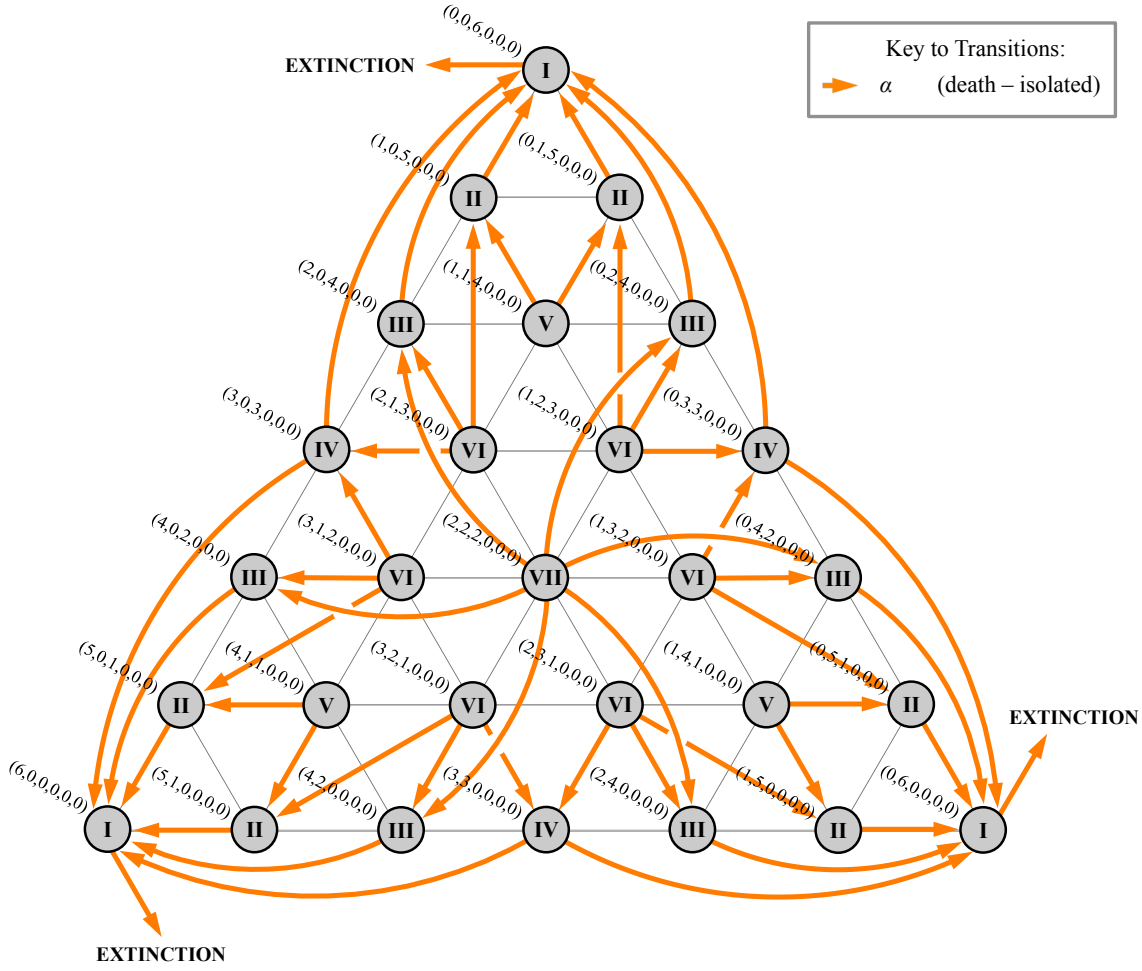 (0,0,6,0,0,0)
EXTINCTION
I
Key to Transitions:
α (death – isolated)
(1,0,5,0,0,0)
(0,1,5,0,0,0)
II
II
(2,0,4,0,0,0)
(1,1,4,0,0,0)
(0,2,4,0,0,0)
III
V
III
(3,0,3,0,0,0)
(2,1,3,0,0,0)
(1,2,3,0,0,0)
(0,3,3,0,0,0)
IV
VI
VI
IV
(4,0,2,0,0,0)
(3,1,2,0,0,0)
(2,2,2,0,0,0)
(1,3,2,0,0,0)
(0,4,2,0,0,0)
III
VI
VII
VI
III
(5,0,1,0,0,0)
(4,1,1,0,0,0)
(3,2,1,0,0,0)
(2,3,1,0,0,0)
(1,4,1,0,0,0)
(0,5,1,0,0,0)
II
V
VI
VI
V
II
EXTINCTION
(6,0,0,0,0,0)
(5,1,0,0,0,0)
(4,2,0,0,0,0)
(3,3,0,0,0,0)
(2,4,0,0,0,0)
(1,5,0,0,0,0)
(0,6,0,0,0,0)
I
II
III
IV
III
II
I
EXTINCTION